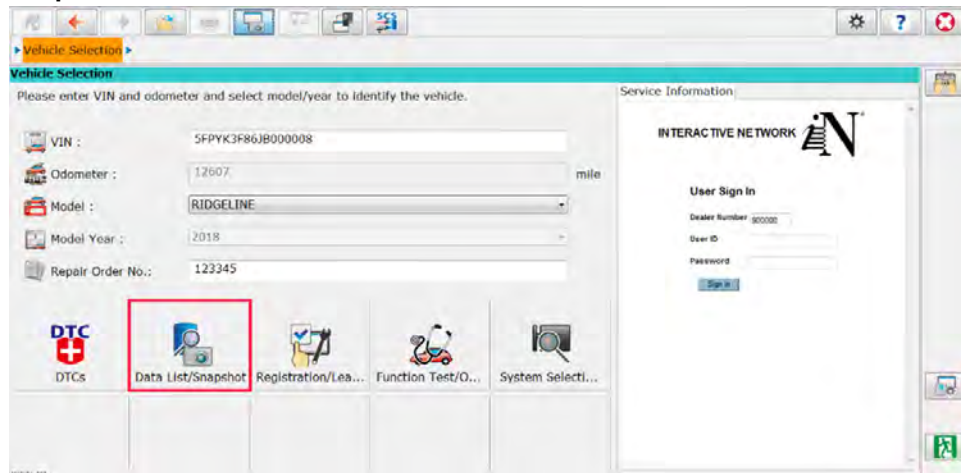 SCS
?
Vehicle Selection
Vehicle Selection
Please enter VIN and odometer and select model/year to identify the vehicle.
VIN :
5FPYK3F86JB000008
Odometer :
12607
mile
Model :
RIDGELINE
Model Year :
2018
Repair Order No.:
123345
DTC
DTCs
Data List/Snapshot
Registration/Lea...
Function Test/O...
System Selecti...
Service Information
INTERACTIVE NETWORK iN
User Sign In
Dealer Number
User ID
Password
Sign in